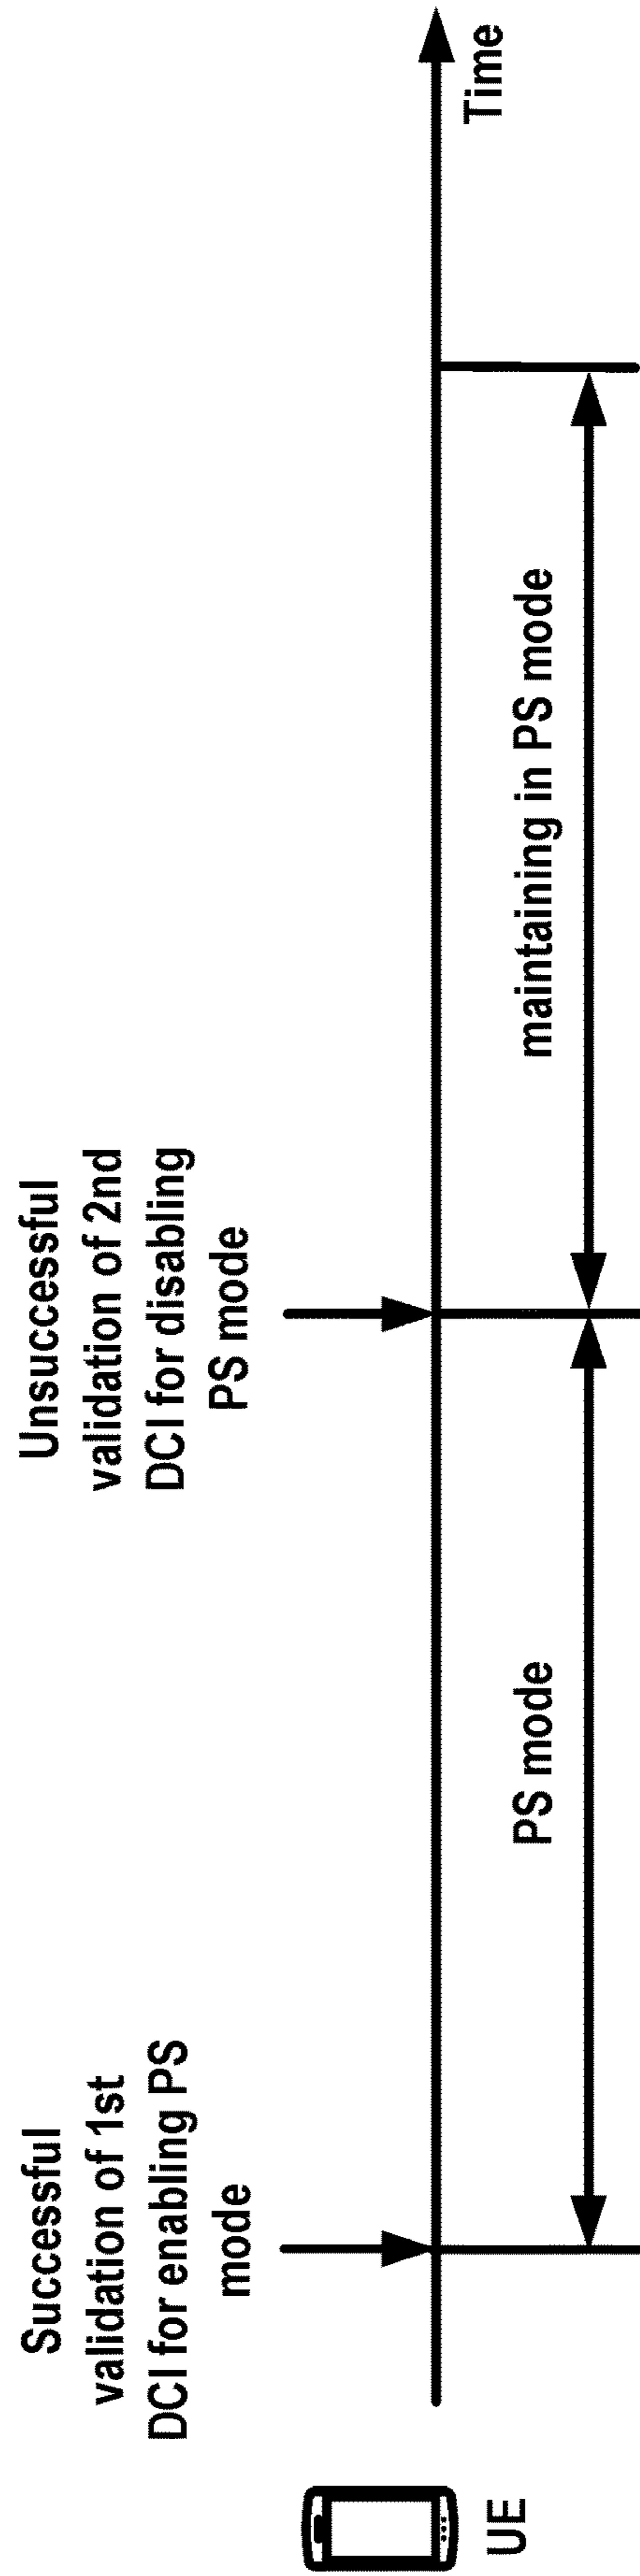 Successful
validation of 1st
DCI for enabling PS
mode
Unsuccessful
validation of 2nd
DCI for disabling
PS mode
UE
PS mode
maintaining in PS mode
Time